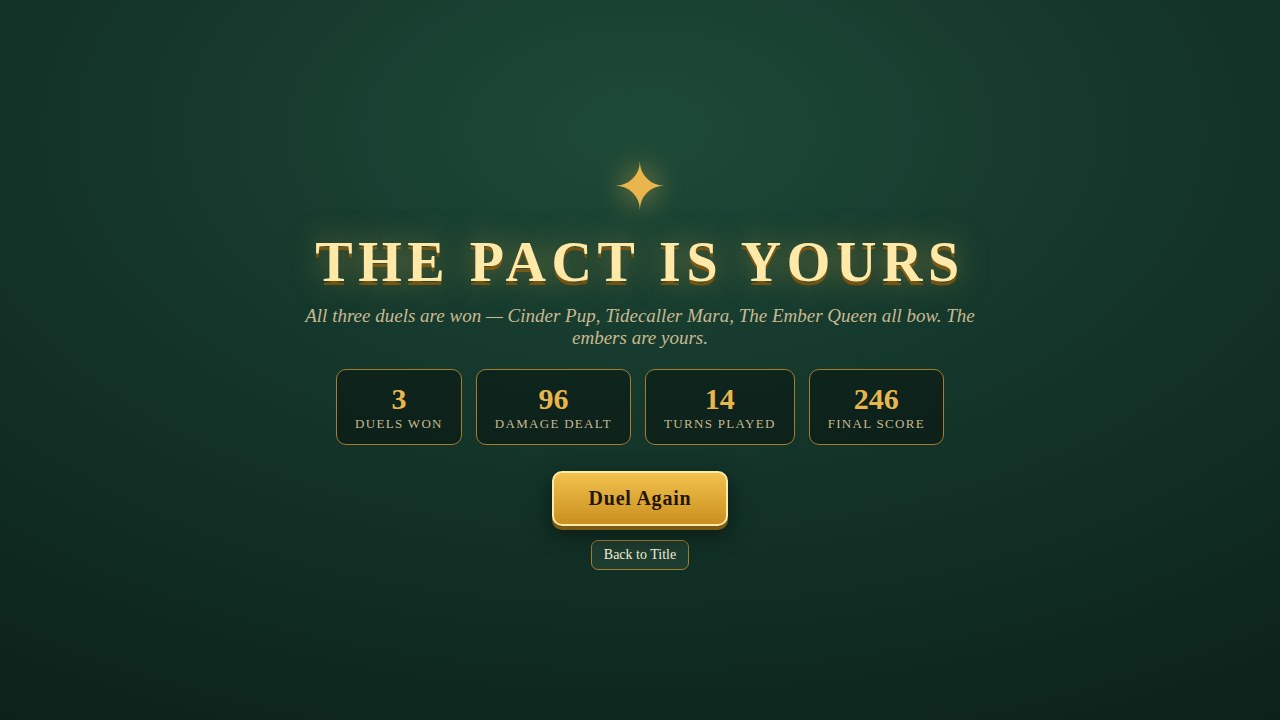 THE PACT IS YOURS
All three duels are won — Cinder Pup, Tidecaller Mara, The Ember Queen all bow. The
embers are yours.
3
DUELS WON
96
DAMAGE DEALT
14
TURNS PLAYED
246
FINAL SCORE
Duel Again
Back to Title